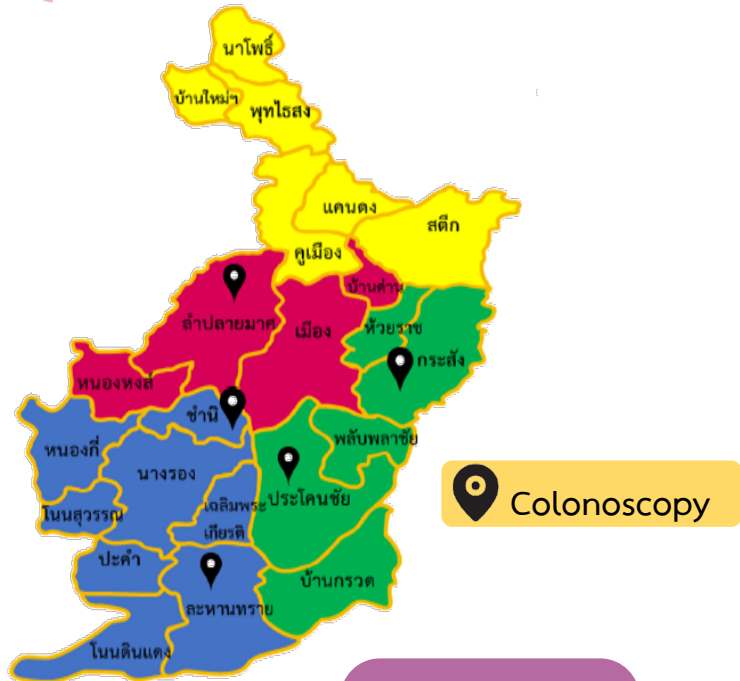 นาโพธิ์
บ้านใหม่ฯ
พุทไธสง
แคนดง
สตึก
คูเมือง
บ้านด่าน
ลำปลายมาศ
เมือง
ห้วยราช
กระสัง
หนองหงส์
ชำนิ
พลับพลาชัย
หนองกี่
นางรอง
โนนสุวรรณ
เฉลิมพระ
เกียรติ
ประโคนชัย
ปะคำ
บ้านกรวด
ละหานทราย
โนนดินแดง
Colonoscopy